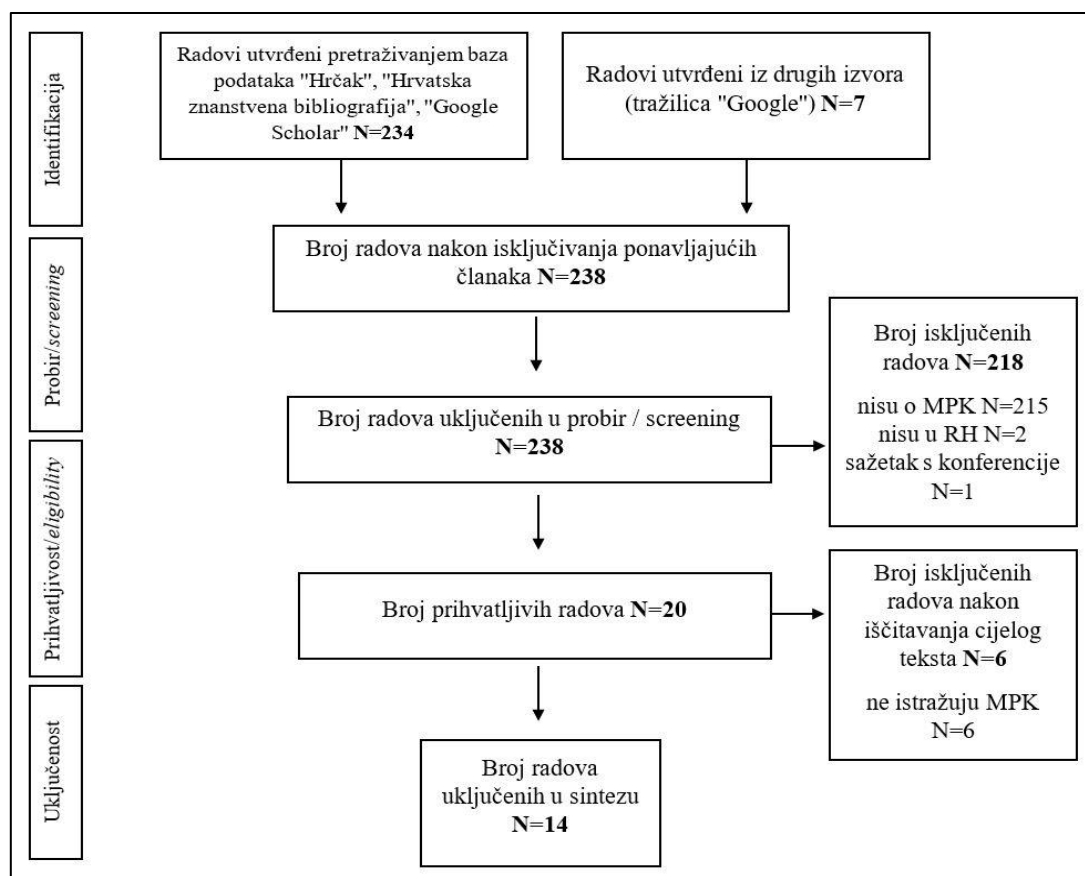 Identifikacija
Radovi utvrđeni pretraživanjem baza
podataka "Hrčak", "Hrvatska
znanstvena bibliografija", "Google
Scholar" N=234
Radovi utvrđeni iz drugih izvora
(tražilica "Google") N=7
Probir/screening
Broj radova nakon isključivanja ponavljajućih
članaka N=238
Broj radova uključenih u probir / screening
N=238
Broj isključenih
radova N=218
nisu o MPK N=215
nisu u RH N=2
sažetak s konferencije
N=1
Prihvatljivost/eligibility
Broj prihvatljivih radova N=20
Broj isključenih
radova nakon
iščitavanja cijelog
teksta N=6
ne istražuju MPK
N=6
Uključenost
Broj radova
uključenih u sintezu
N=14